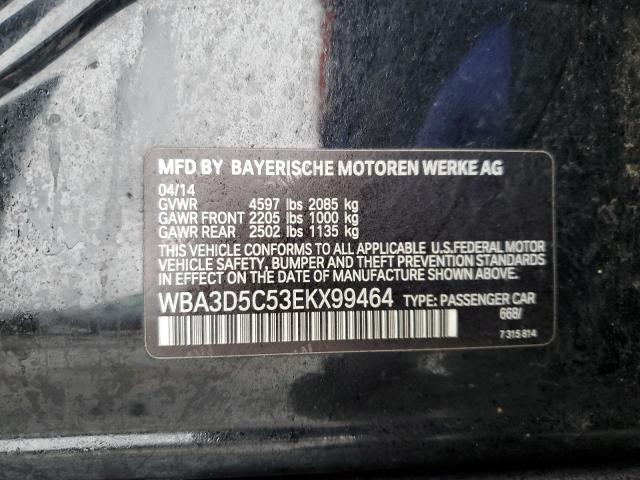 MFD BY BAYERISCHE MOTOREN WERKE AG
04/14
GVWR 4597 lbs 2085 kg
GAWR FRONT 2205 lbs 1000 kg
GAWR REAR 2502 lbs 1135 kg
THIS VEHICLE CONFORMS TO ALL APPLICABLE U.S.FEDERAL MOTOR
VEHICLE SAFETY, BUMPER AND THEFT PREVENTION STANDARDS
IN EFFECT ON THE DATE OF MANUFACTURE SHOWN ABOVE.
WBA3D5C53EKX99464 TYPE: PASSENGER CAR
668/
7 315 814